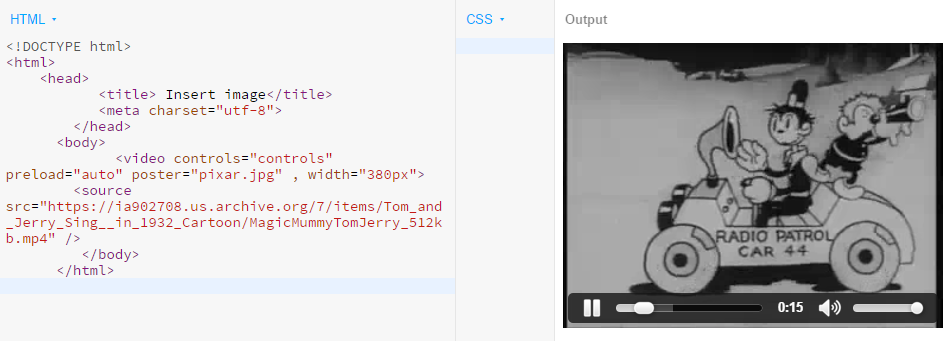 HTML
CSS
Output
<!DOCTYPE html>
<html>
<head>
<title> Insert image</title>
<meta charset="utf-8">
</head>
<body>
<video controls="controls"
preload="auto" poster="pixar.jpg" , width="380px">
<source
src="https://ia902708.us.archive.org/7/items/Tom_and
_Jerry_Sing__in_1932_Cartoon/MagicMummyTomJerry_512k
b.mp4" />
</body>
</html>
RADIO PATROL
CAR 44
0:15